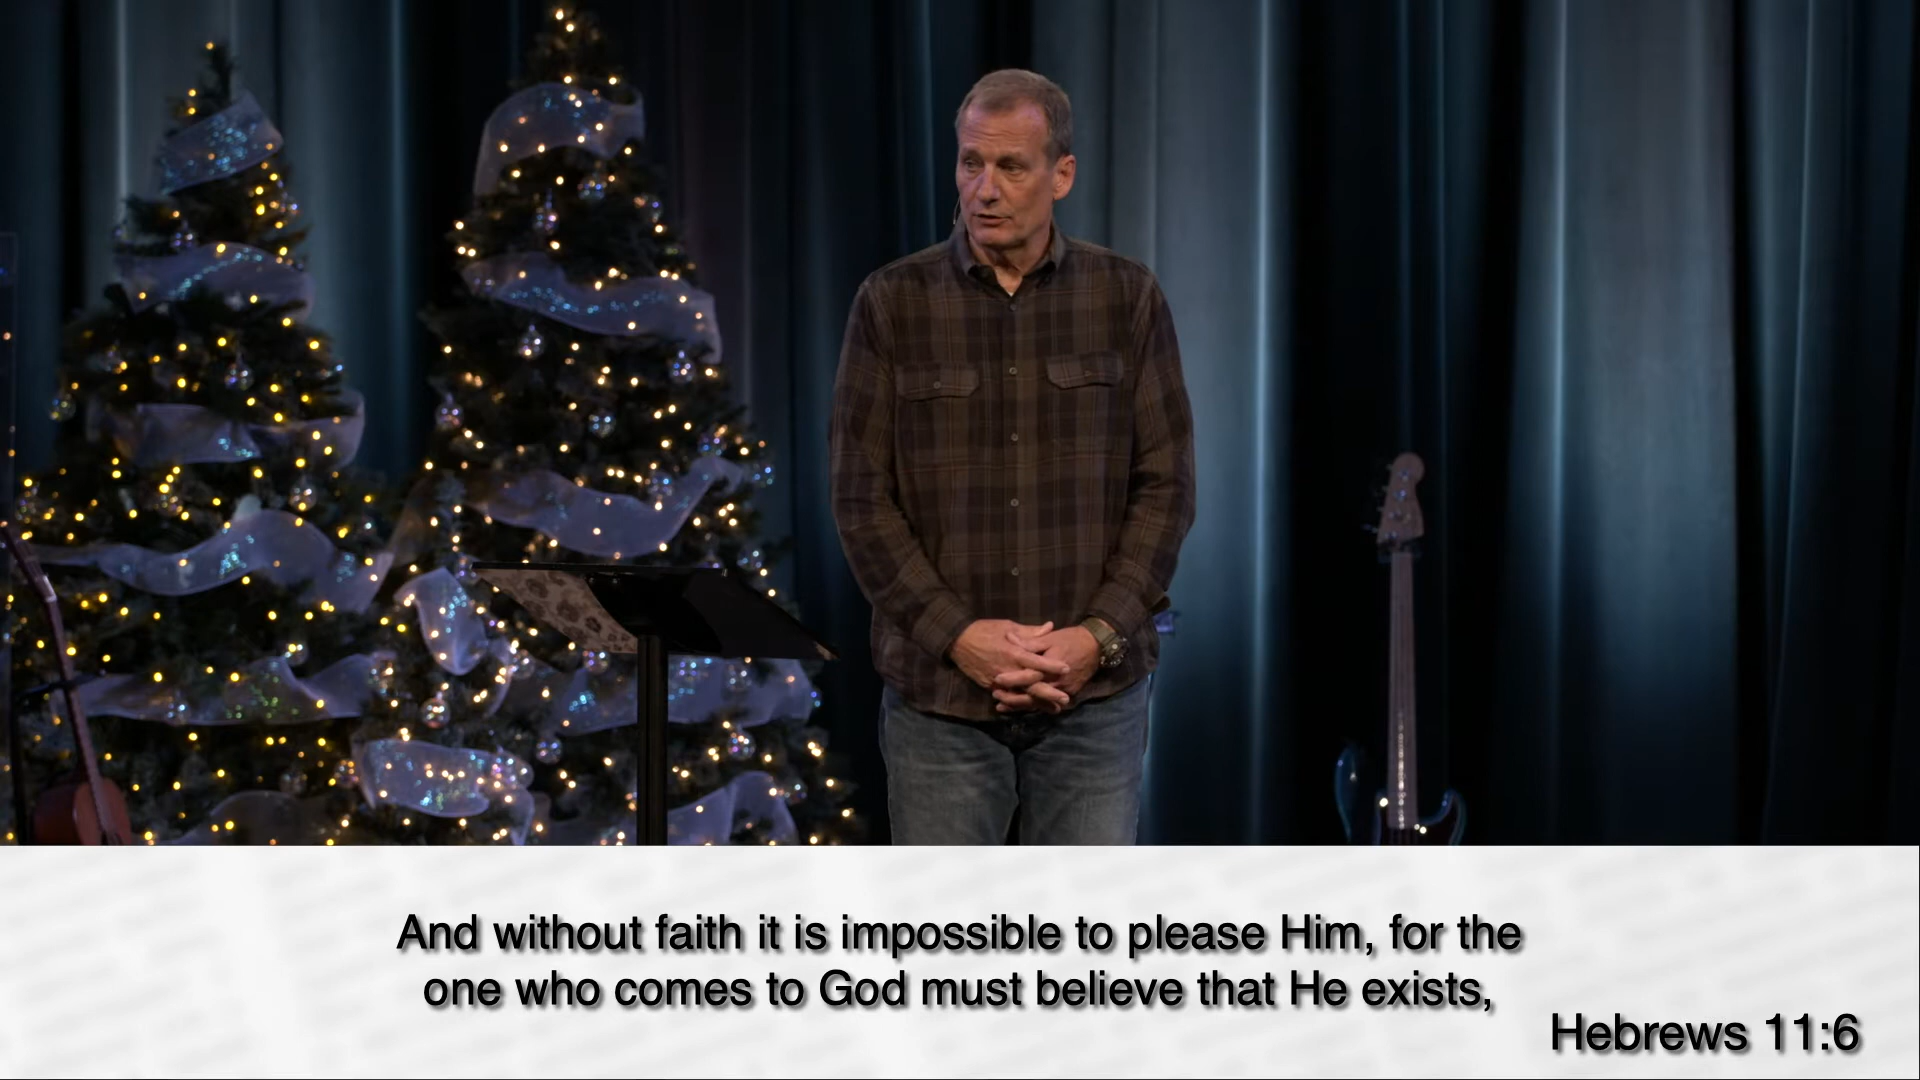 And without faith it is impossible to please Him, for the
one who comes to God must believe that He exists,
Hebrews 11:6